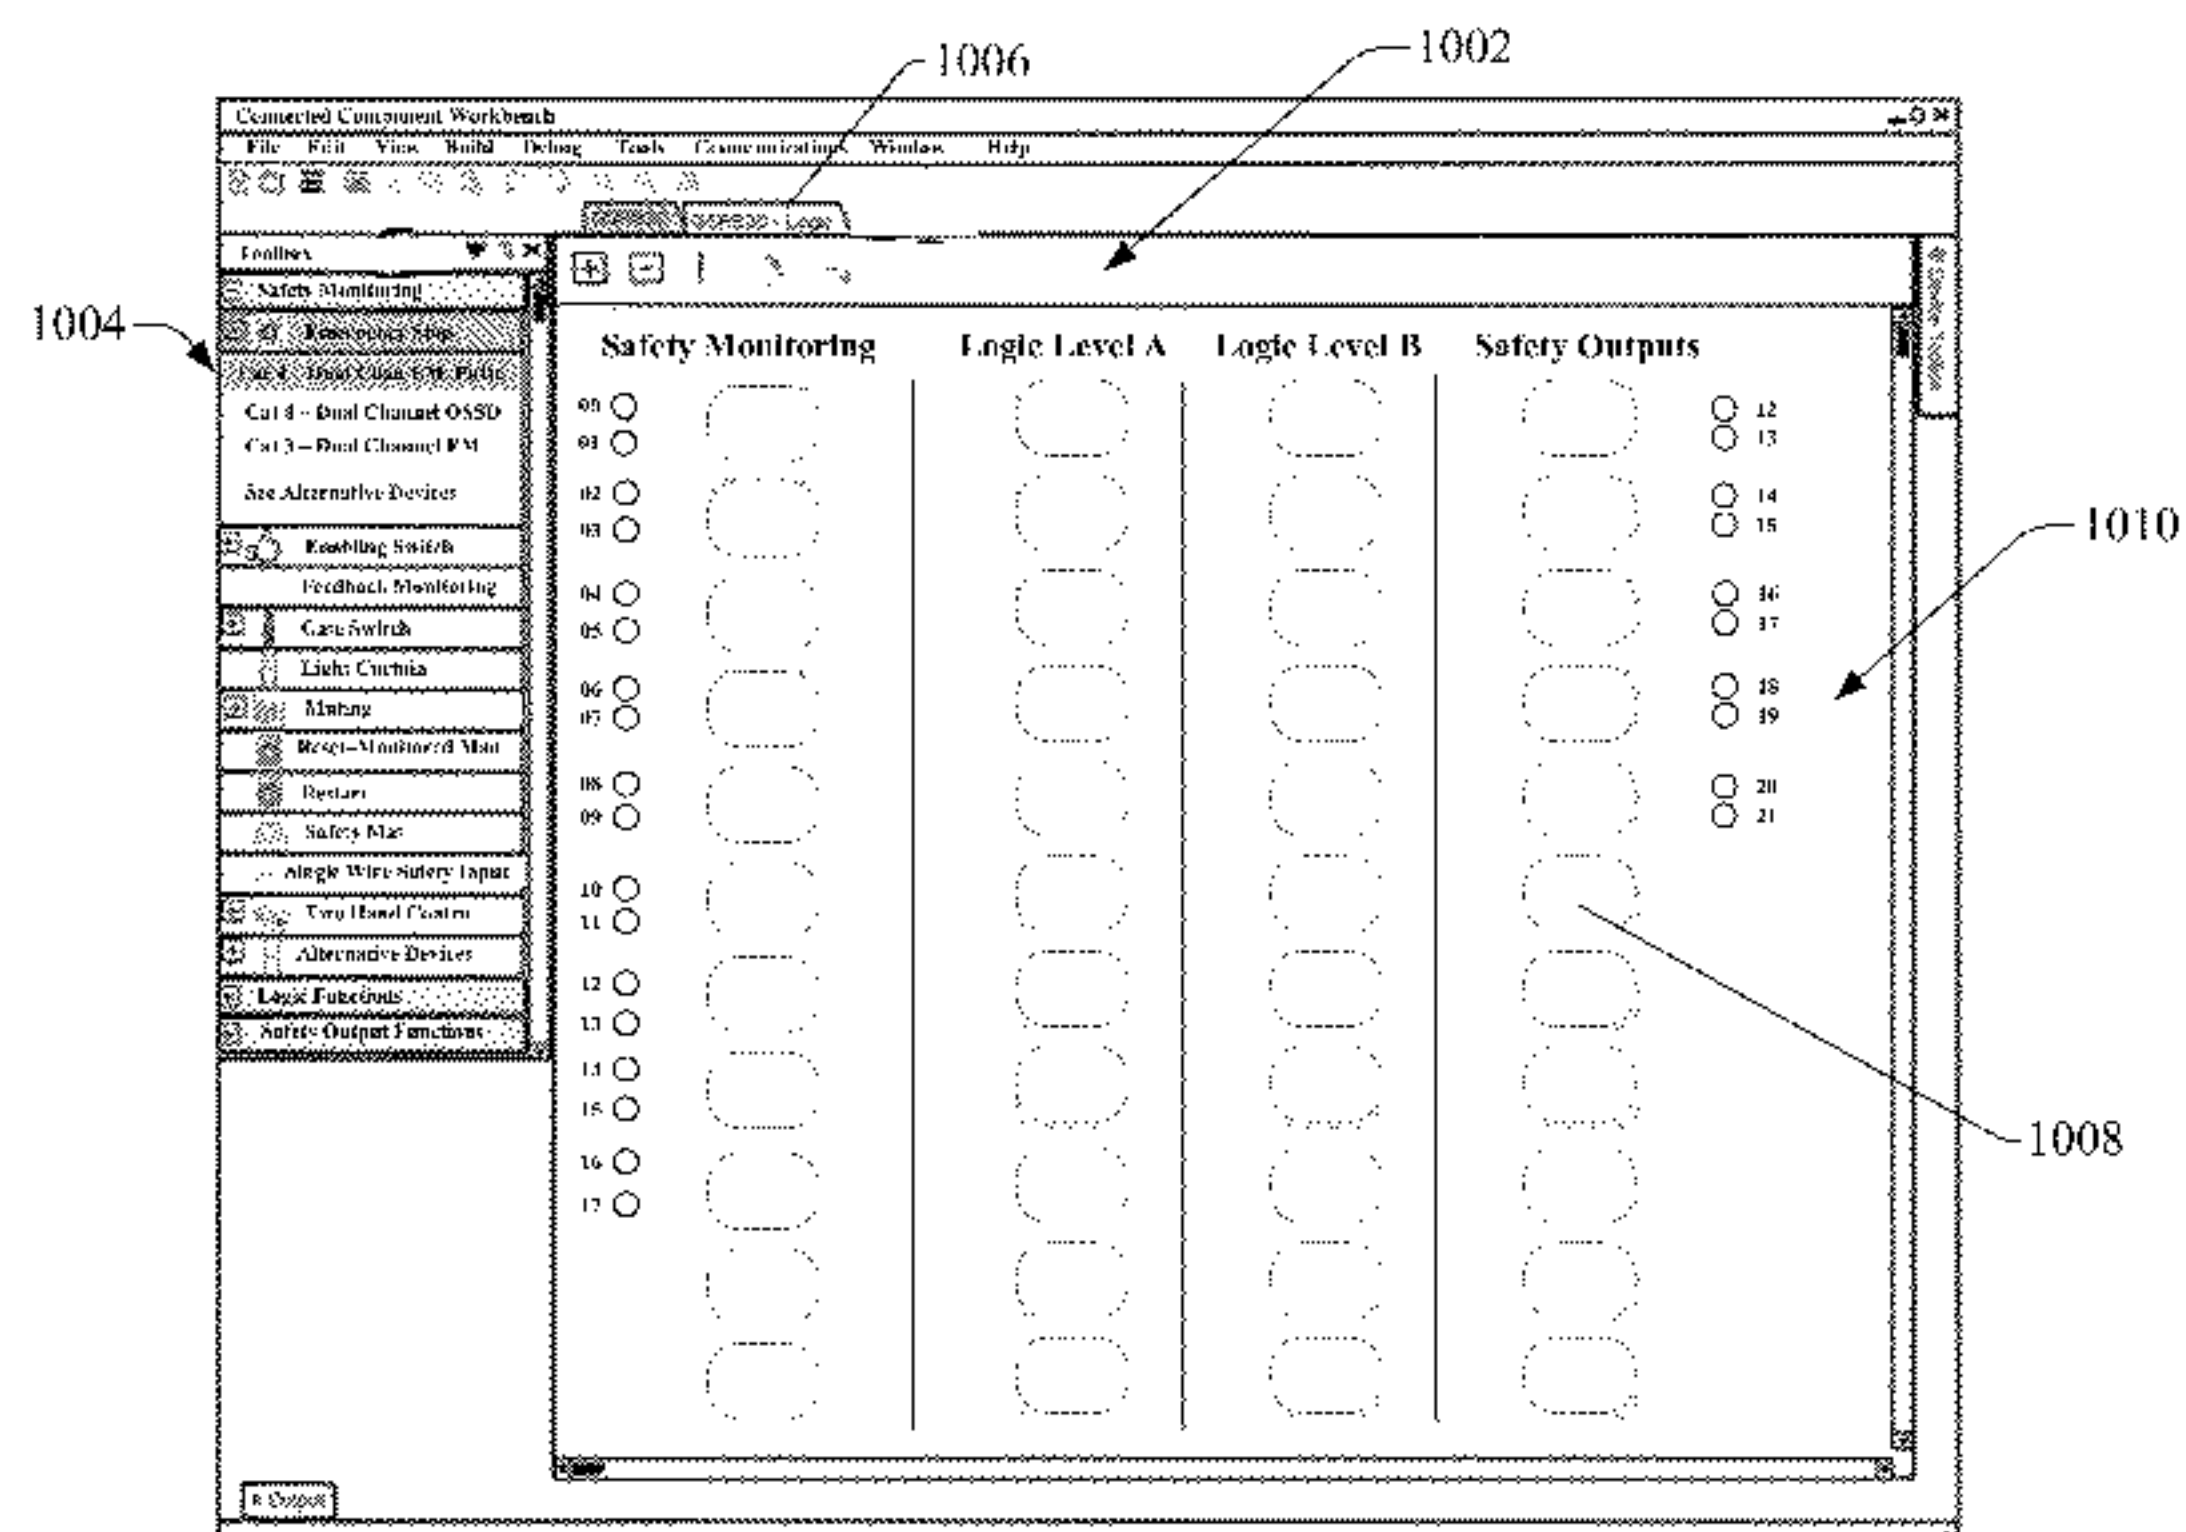 1006
1002
Connected Component Workbench
File Edit View Build Debug Tools Communications Window Help
Logic
Toolbox
1004
Safety Monitoring
Emergency Stop
Cat 4 – Dual Channel OSSD
Cat 3 – Dual Channel EM
See Alternative Devices
Enabling Switch
Feedback Monitoring
Gate Switch
Light Curtain
Muting
Reset–Monitored Man
Restart
Safety Mat
Single Wire Safety Input
Two Hand Control
Alternative Devices
Logic Functions
Safety Output Functions
Safety Monitoring Logic Level A Logic Level B Safety Outputs
00 12
01 13
02 14
03 15
04 16
05 17
06 18
07 19
08 20
09 21
10
11
12
13
14
15
16
17
1010
1008
Output